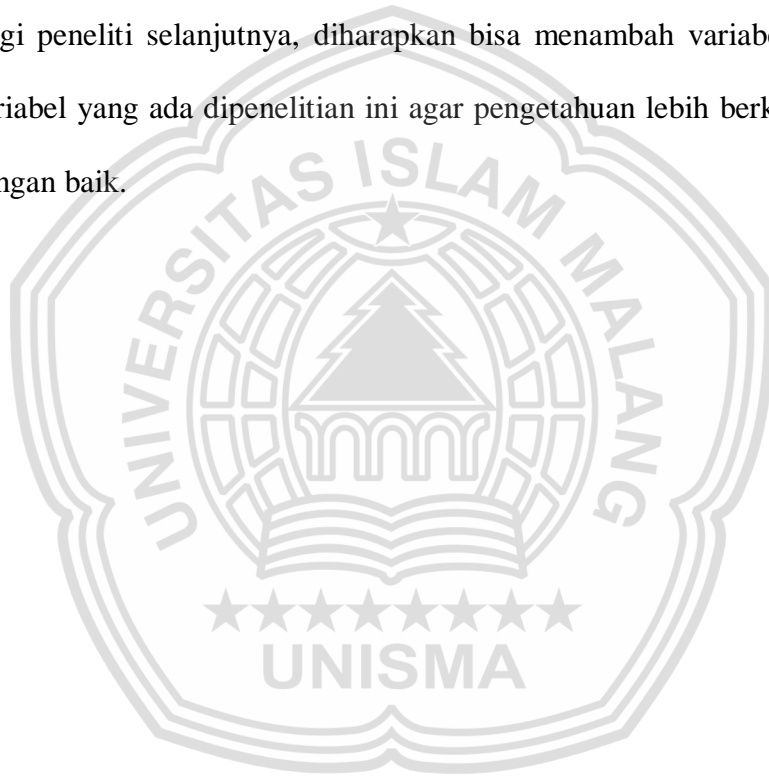 gi peneliti selanjutnya, diharapkan bisa menambah variabe
riabel yang ada dipenelitian ini agar pengetahuan lebih berk
ngan baik.
UNIVERSITAS ISLAM MALANG
UNISMA